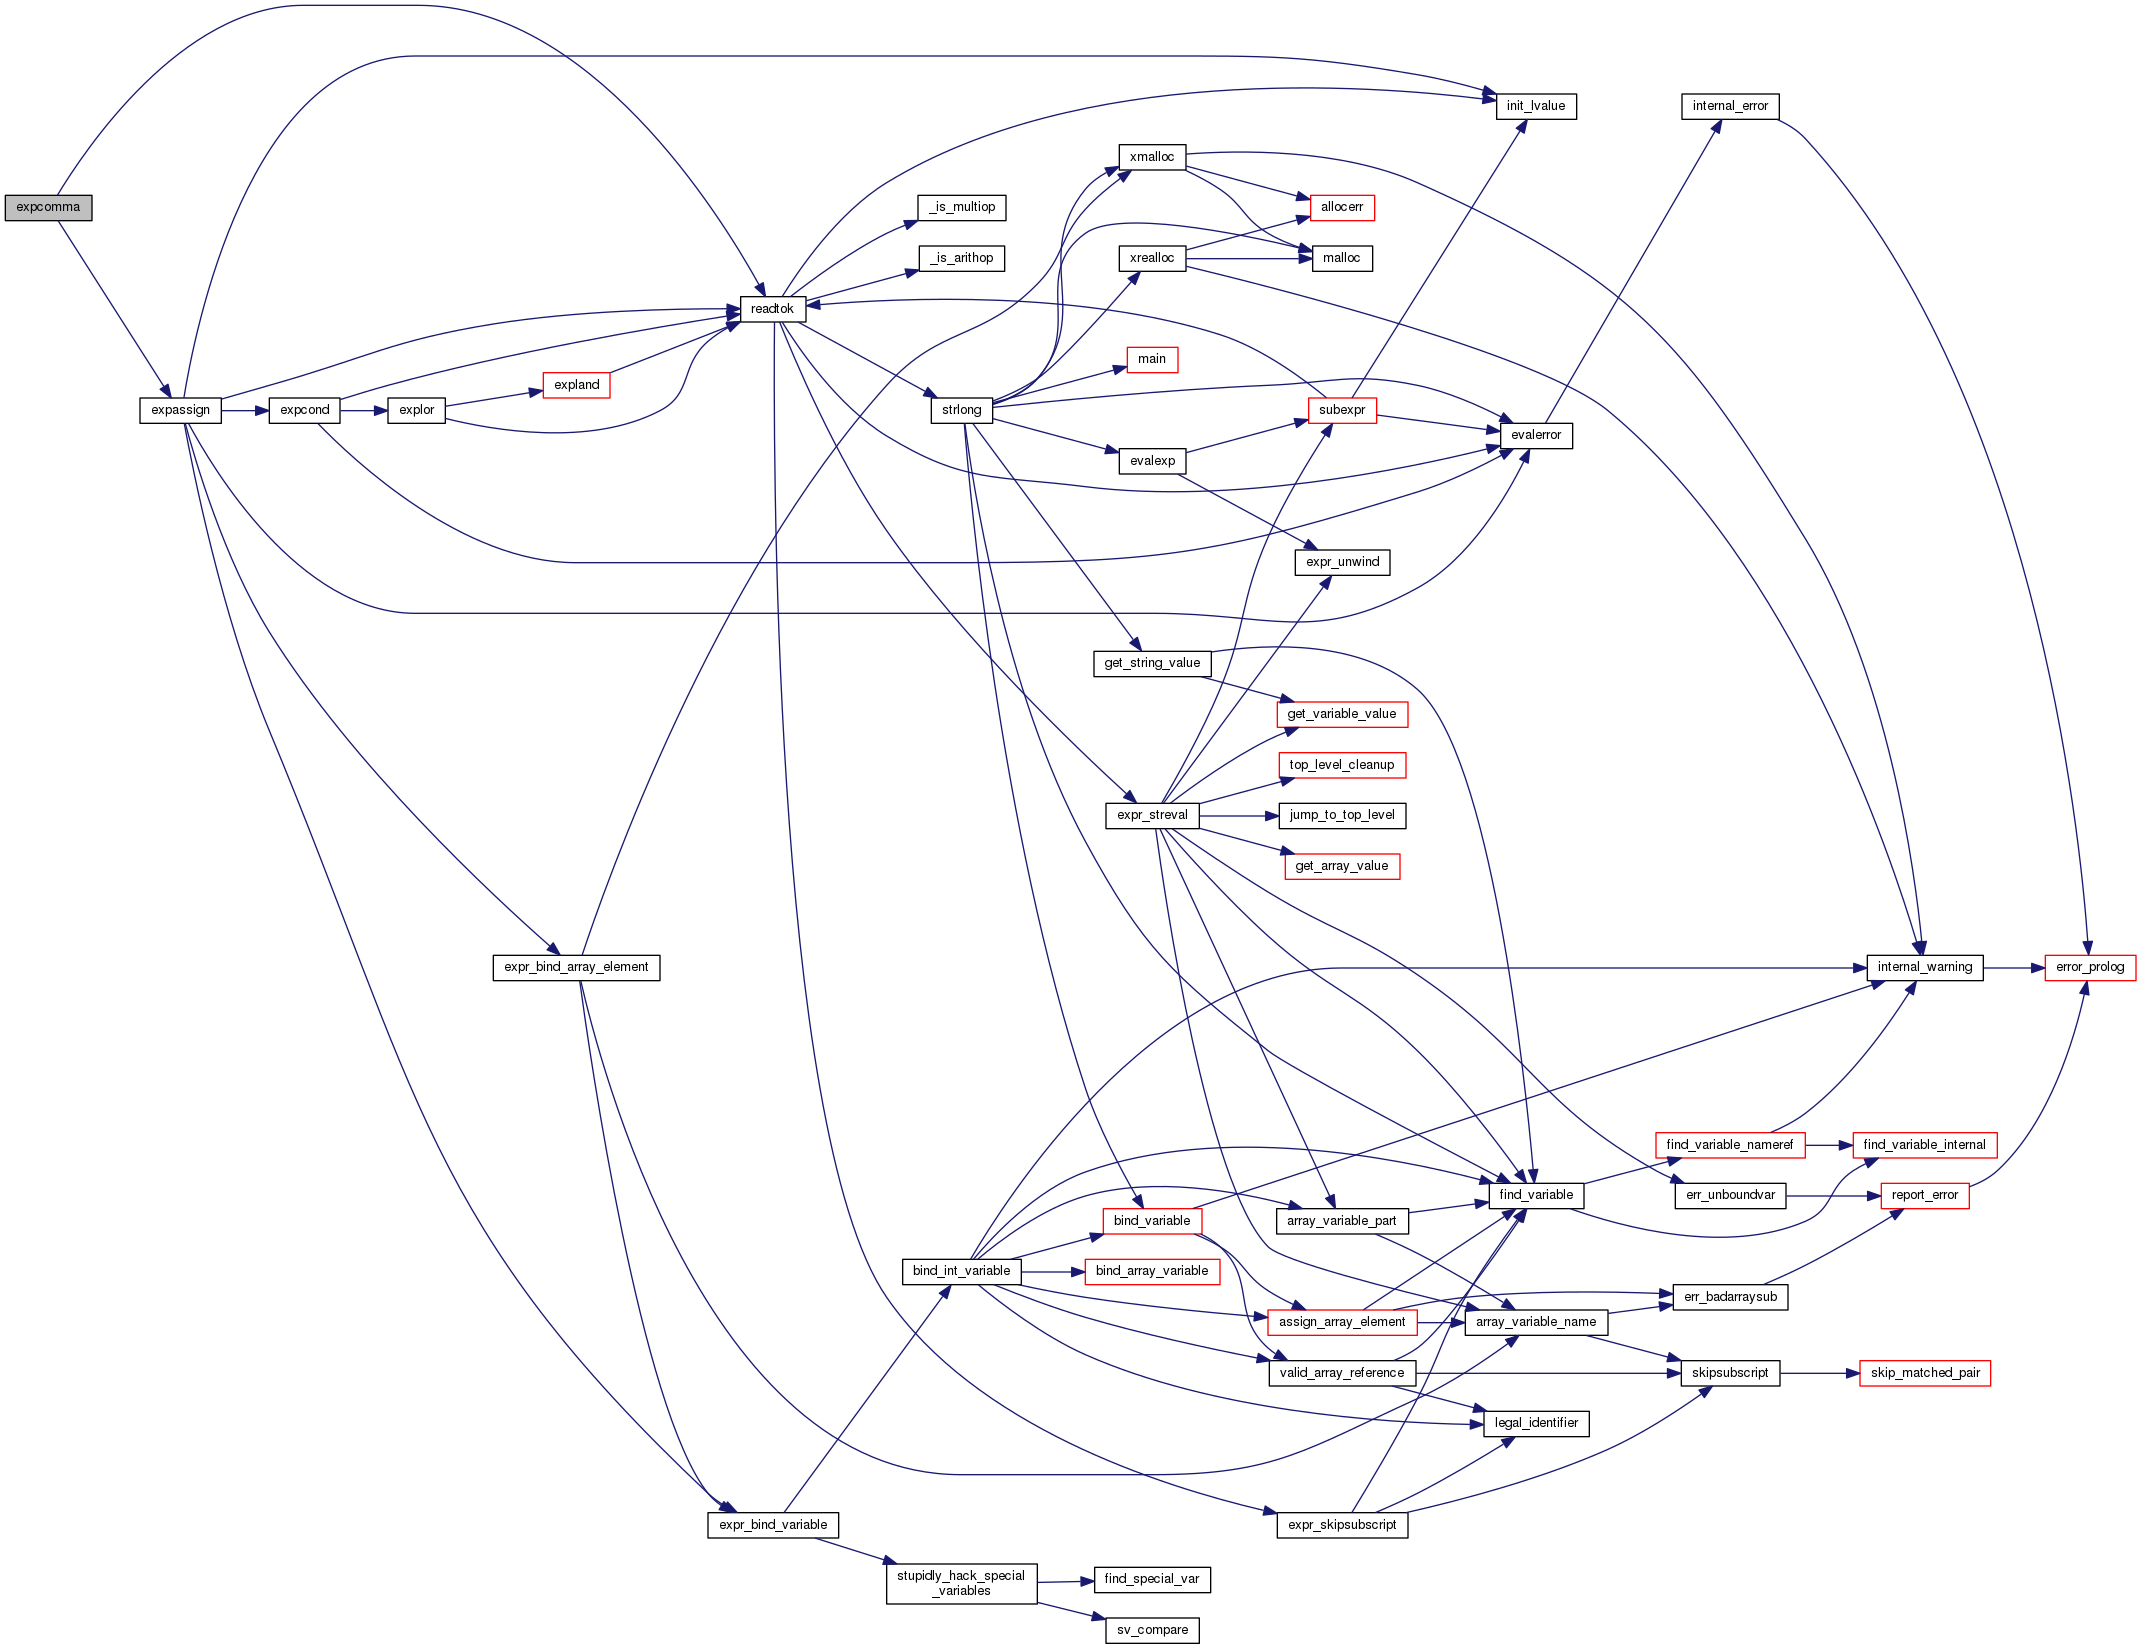 init_lvalue
internal_error
xmalloc
expcomma
_is_multiop
allocerr
_is_arithop
xrealloc
malloc
readtok
main
expland
expassign
expcond
explor
strlong
subexpr
evalerror
evalexp
expr_unwind
get_string_value
get_variable_value
top_level_cleanup
expr_streval
jump_to_top_level
get_array_value
expr_bind_array_element
internal_warning
error_prolog
find_variable_nameref
find_variable_internal
find_variable
err_unboundvar
report_error
bind_variable
array_variable_part
bind_int_variable
bind_array_variable
err_badarraysub
assign_array_element
array_variable_name
valid_array_reference
skipsubscript
skip_matched_pair
legal_identifier
expr_bind_variable
expr_skipsubscript
stupidly_hack_special
_variables
find_special_var
sv_compare